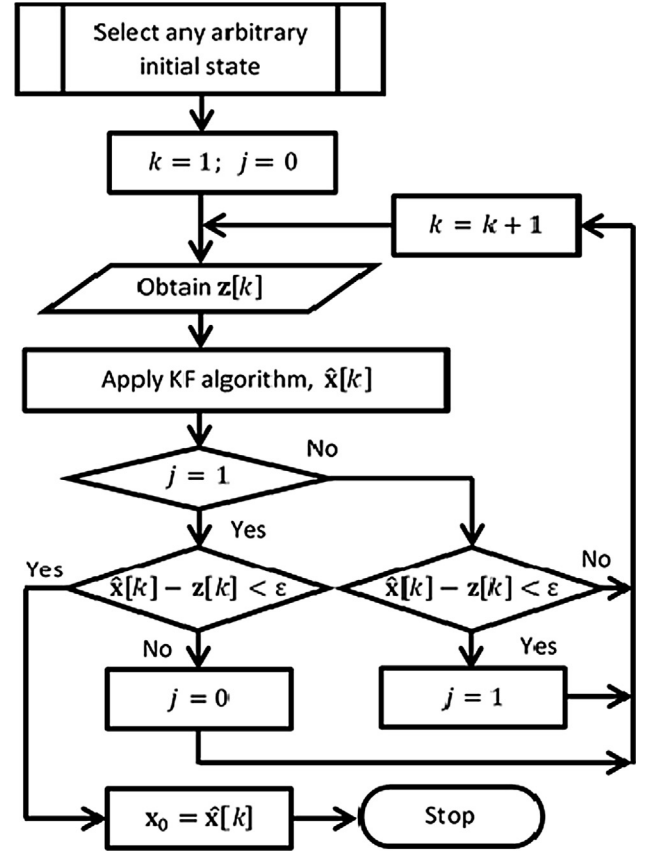 Select any arbitrary
initial state
k = 1; j = 0
k = k + 1
Obtain z[k]
Apply KF algorithm, x̂[k]
No
j = 1
Yes
Yes
x̂[k] − z[k] < ε
x̂[k] − z[k] < ε
No
No
Yes
j = 0
j = 1
x₀ = x̂[k]
Stop